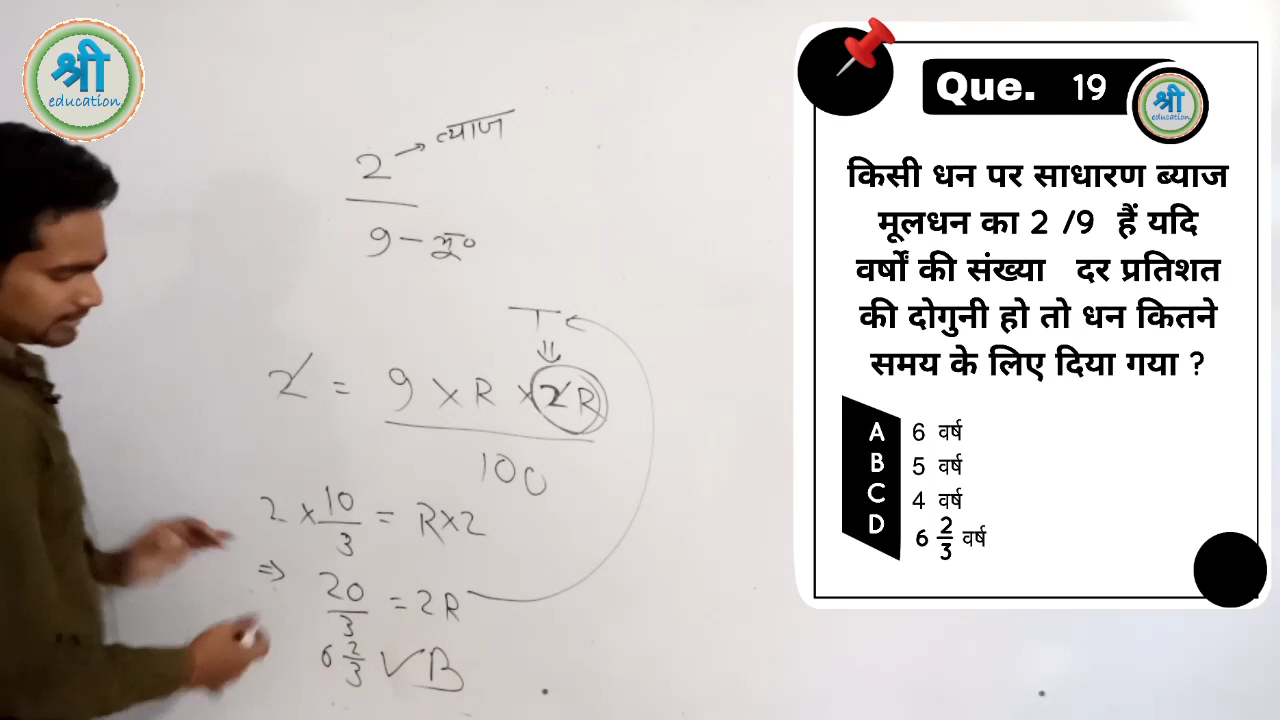 श्री
education
2 → ब्याज
9 – मू०
T
2 = 9 × R × 2R
100
2 × 10/3 = R×2
⇒ 20/3 = 2R
6 2/3 ✓ B
Que. 19
श्री
education
किसी धन पर साधारण ब्याज
मूलधन का 2 /9 हैं यदि
वर्षों की संख्या दर प्रतिशत
की दोगुनी हो तो धन कितने
समय के लिए दिया गया ?
A 6 वर्ष
B 5 वर्ष
C 4 वर्ष
D 6 2/3 वर्ष